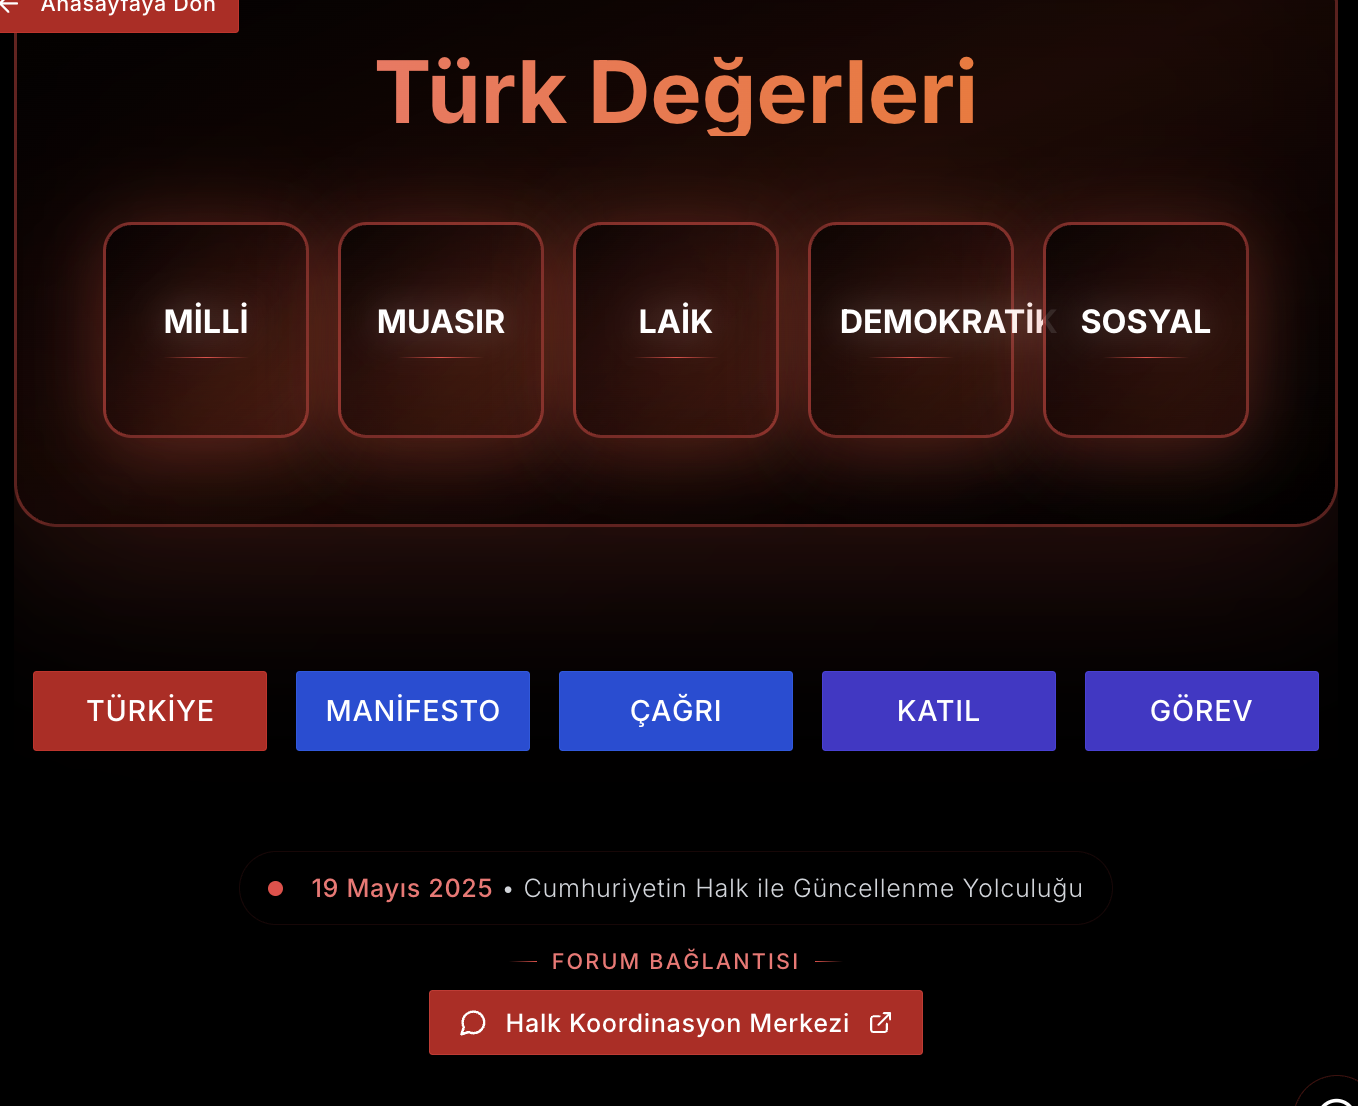 Anasayfaya Dön
Türk Değerleri
MİLLİ
MUASIR
LAİK
DEMOKRATİK
SOSYAL
TÜRKİYE
MANİFESTO
ÇAĞRI
KATIL
GÖREV
19 Mayıs 2025 • Cumhuriyetin Halk ile Güncellenme Yolculuğu
FORUM BAĞLANTISI
Halk Koordinasyon Merkezi